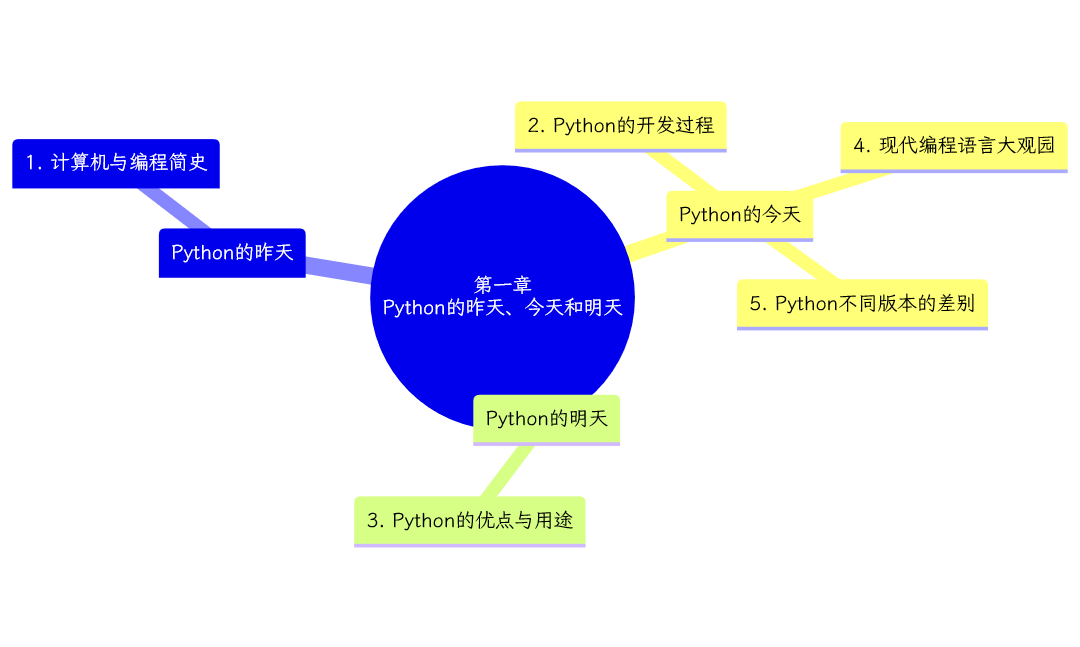 第一章
Python的昨天、今天和明天
Python的昨天
1. 计算机与编程简史
Python的今天
2. Python的开发过程
4. 现代编程语言大观园
5. Python不同版本的差别
Python的明天
3. Python的优点与用途